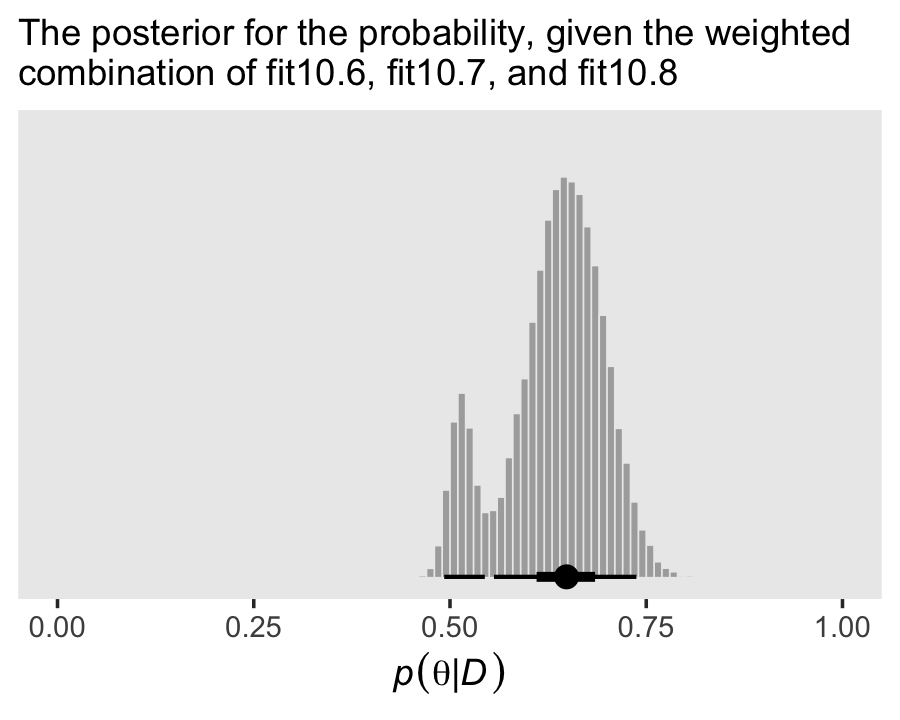 The posterior for the probability, given the weighted
combination of fit10.6, fit10.7, and fit10.8
0.00 0.25 0.50 0.75 1.00
p(θ|D)